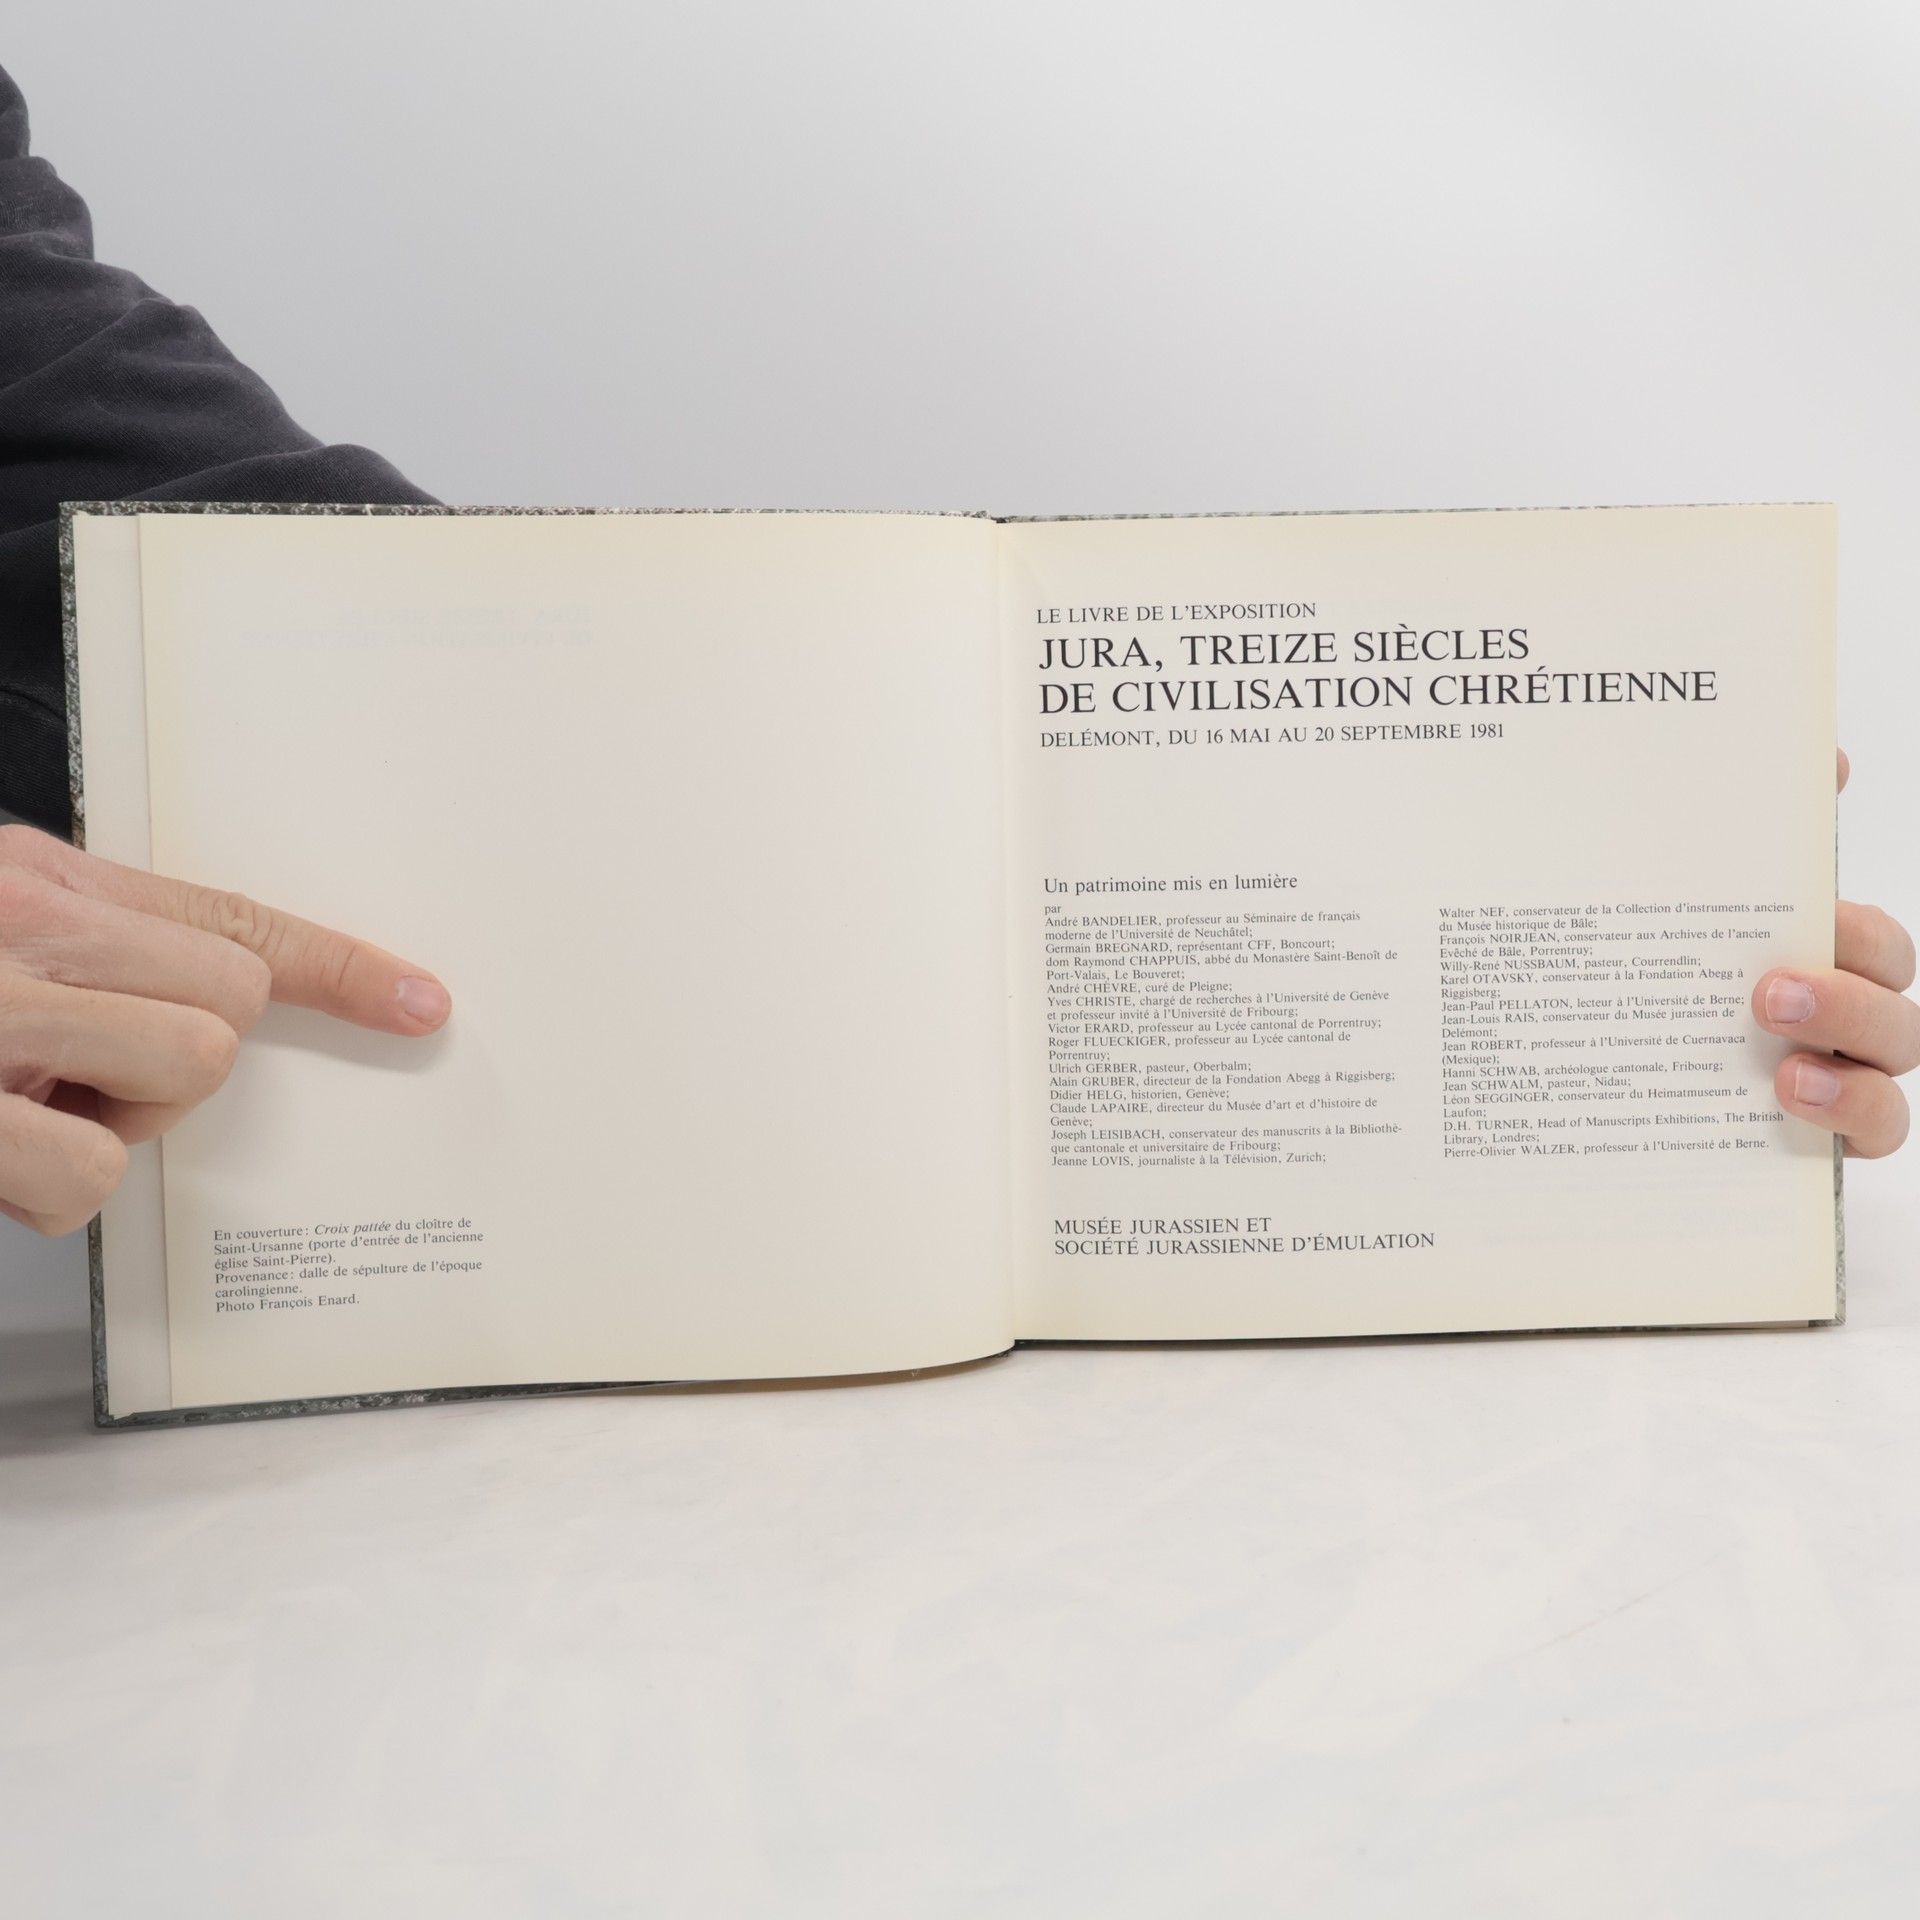 En couverture: Croix pattée du cloître de
Saint-Ursanne (porte d'entrée de l'ancienne
église Saint-Pierre).
Provenance: dalle de sépulture de l'époque
carolingienne.
Photo François Enard.
LE LIVRE DE L'EXPOSITION
JURA, TREIZE SIÈCLES
DE CIVILISATION CHRÉTIENNE
DELÉMONT, DU 16 MAI AU 20 SEPTEMBRE 1981
Un patrimoine mis en lumière
par
André BANDELIER, professeur au Séminaire de français
moderne de l'Université de Neuchâtel;
Germain BREGNARD, représentant CFF, Boncourt;
dom Raymond CHAPPUIS, abbé du Monastère Saint-Benoît de
Port-Valais, Le Bouveret;
André CHÈVRE, curé de Pleigne;
Yves CHRISTE, chargé de recherches à l'Université de Genève
et professeur invité à l'Université de Fribourg;
Victor ERARD, professeur au Lycée cantonal de Porrentruy;
Roger FLUECKIGER, professeur au Lycée cantonal de
Porrentruy;
Ulrich GERBER, pasteur, Oberbalm;
Alain GRUBER, directeur de la Fondation Abegg à Riggisberg;
Didier HELG, historien, Genève;
Claude LAPAIRE, directeur du Musée d'art et d'histoire de
Genève;
Joseph LEISIBACH, conservateur des manuscrits à la Bibliothè-
que cantonale et universitaire de Fribourg;
Jeanne LOVIS, journaliste à la Télévision, Zurich;
Walter NEF, conservateur de la Collection d'instruments anciens
du Musée historique de Bâle;
François NOIRJEAN, conservateur aux Archives de l'ancien
Evêché de Bâle, Porrentruy;
Willy-René NUSSBAUM, pasteur, Courrendlin;
Karel OTAVSKY, conservateur à la Fondation Abegg à
Riggisberg;
Jean-Paul PELLATON, lecteur à l'Université de Berne;
Jean-Louis RAIS, conservateur du Musée jurassien de
Delémont;
Jean ROBERT, professeur à l'Université de Cuernavaca
(Mexique);
Hanni SCHWAB, archéologue cantonale, Fribourg;
Jean SCHWALM, pasteur, Nidau;
Léon SEGGINGER, conservateur du Heimatmuseum de
Laufon;
D.H. TURNER, Head of Manuscripts Exhibitions, The British
Library, Londres;
Pierre-Olivier WALZER, professeur à l'Université de Berne.
MUSÉE JURASSIEN ET
SOCIÉTÉ JURASSIENNE D'ÉMULATION